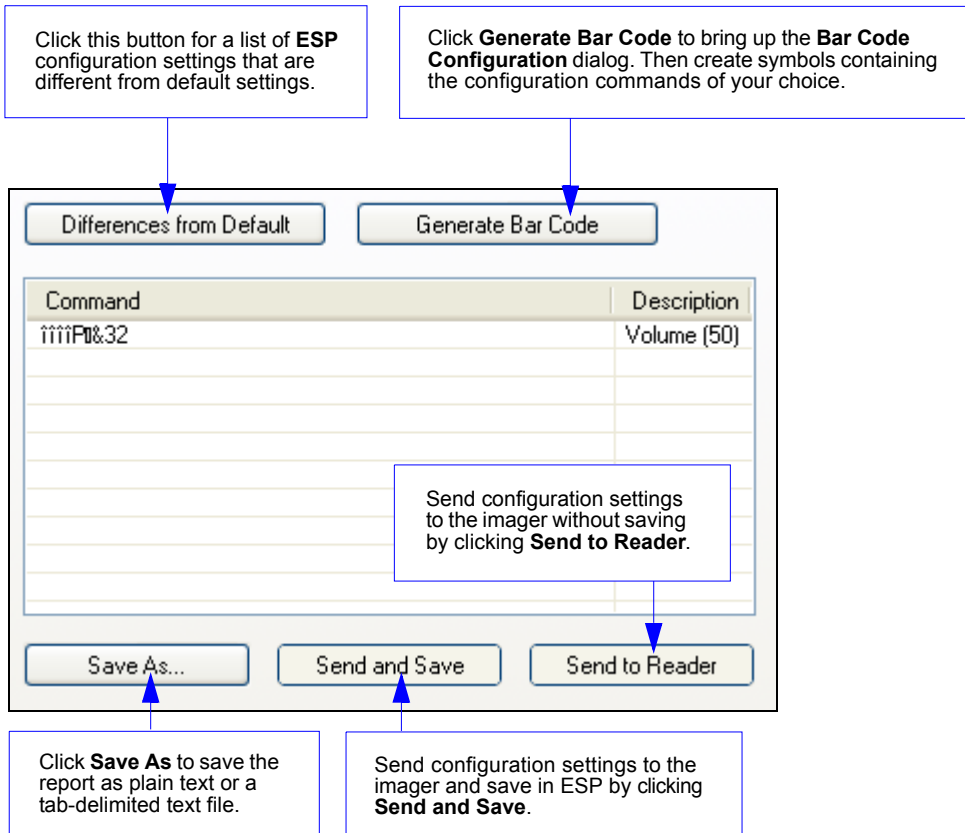 Click this button for a list of ESP
configuration settings that are
different from default settings.
Click Generate Bar Code to bring up the Bar Code
Configuration dialog. Then create symbols containing
the configuration commands of your choice.
Differences from Default
Generate Bar Code
Command
Description
îîîîP¶&32
Volume (50)
Send configuration settings
to the imager without saving
by clicking Send to Reader.
Save As...
Send and Save
Send to Reader
Click Save As to save the
report as plain text or a
tab-delimited text file.
Send configuration settings to the
imager and save in ESP by clicking
Send and Save.